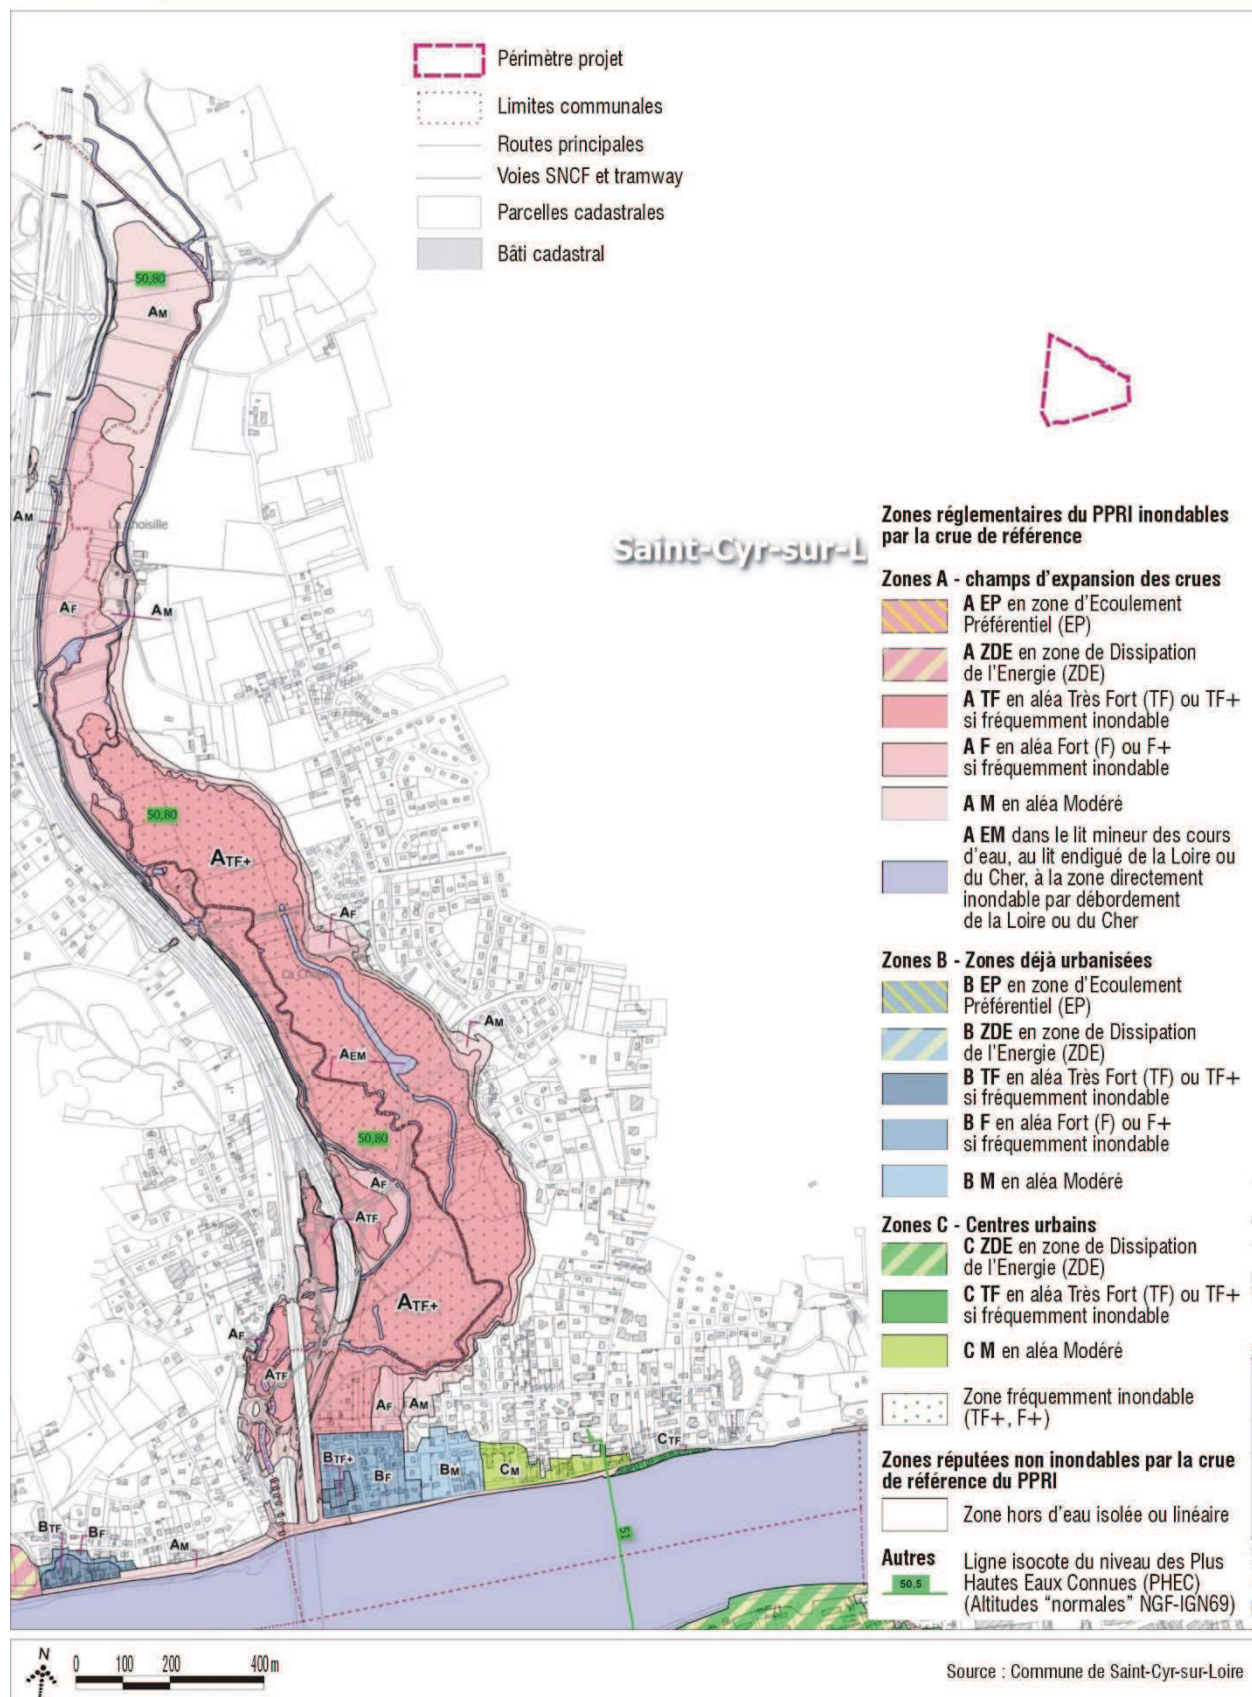 Périmètre projet
Limites communales
Routes principales
Voies SNCF et tramway
Parcelles cadastrales
Bâti cadastral
50,80
AM
AM
La Choisille
AF
AM
50,80
ATF+
AF
La Choisille
AM
AEM
50,80
AF
ATF
ATF+
AF
ATF
AF
AM
BTF+
BF
BM
CM
CTF
BTF
BF
AM
51
Saint-Cyr-sur-L
Zones réglementaires du PPRI inondables
par la crue de référence
Zones A - champs d'expansion des crues
A EP en zone d'Ecoulement
Préférentiel (EP)
A ZDE en zone de Dissipation
de l'Energie (ZDE)
A TF en aléa Très Fort (TF) ou TF+
si fréquemment inondable
A F en aléa Fort (F) ou F+
si fréquemment inondable
A M en aléa Modéré
A EM dans le lit mineur des cours
d'eau, au lit endigué de la Loire ou
du Cher, à la zone directement
inondable par débordement
de la Loire ou du Cher
Zones B - Zones déjà urbanisées
B EP en zone d'Ecoulement
Préférentiel (EP)
B ZDE en zone de Dissipation
de l'Energie (ZDE)
B TF en aléa Très Fort (TF) ou TF+
si fréquemment inondable
B F en aléa Fort (F) ou F+
si fréquemment inondable
B M en aléa Modéré
Zones C - Centres urbains
C ZDE en zone de Dissipation
de l'Energie (ZDE)
C TF en aléa Très Fort (TF) ou TF+
si fréquemment inondable
C M en aléa Modéré
Zone fréquemment inondable
(TF+, F+)
Zones réputées non inondables par la crue
de référence du PPRI
Zone hors d'eau isolée ou linéaire
Autres
50.5
Ligne isocote du niveau des Plus
Hautes Eaux Connues (PHEC)
(Altitudes "normales" NGF-IGN69)
N
0 100 200 400 m
Source : Commune de Saint-Cyr-sur-Loire